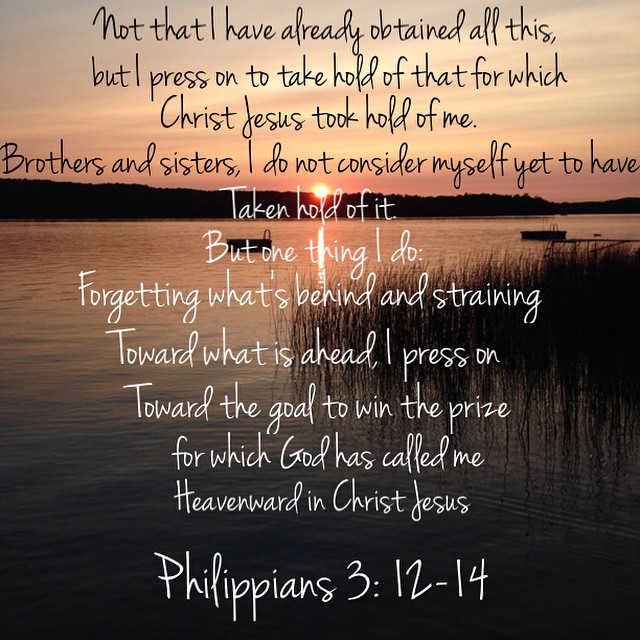 Not that I have already obtained all this,
but I press on to take hold of that for which
Christ Jesus took hold of me.
Brothers and sisters, I do not consider myself yet to have
Taken hold of it.
But one thing I do:
Forgetting what's behind and straining
Toward what is ahead, I press on
Toward the goal to win the prize
for which God has called me
Heavenward in Christ Jesus
Philippians 3: 12-14